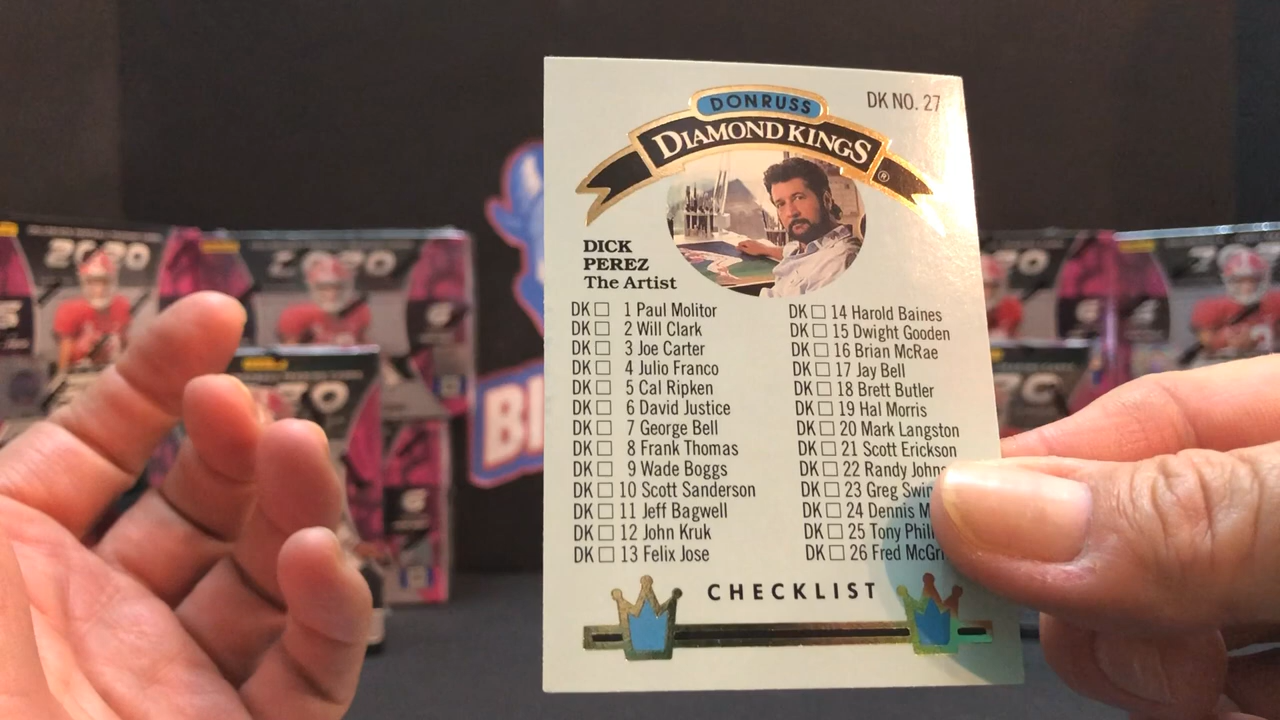 DONRUSS
DK NO. 27
DIAMOND KINGS
®
DICK
PEREZ
The Artist
DK □ 1 Paul Molitor
DK □ 2 Will Clark
DK □ 3 Joe Carter
DK □ 4 Julio Franco
DK □ 5 Cal Ripken
DK □ 6 David Justice
DK □ 7 George Bell
DK □ 8 Frank Thomas
DK □ 9 Wade Boggs
DK □ 10 Scott Sanderson
DK □ 11 Jeff Bagwell
DK □ 12 John Kruk
DK □ 13 Felix Jose
DK □ 14 Harold Baines
DK □ 15 Dwight Gooden
DK □ 16 Brian McRae
DK □ 17 Jay Bell
DK □ 18 Brett Butler
DK □ 19 Hal Morris
DK □ 20 Mark Langston
DK □ 21 Scott Erickson
DK □ 22 Randy
DK □ 23 Greg
DK □ 24 Dennis
DK □ 25 Tony
DK □ 26 Fred
CHECKLIST
2020
2020